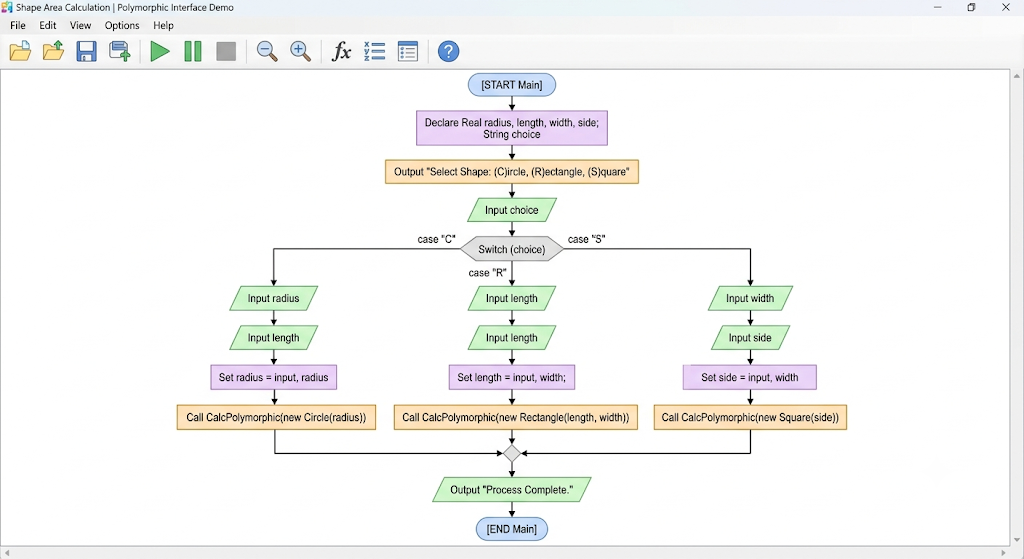 Shape Area Calculation | Polymorphic Interface Demo
File Edit View Options Help
fx
x
y
z
?
[START Main]
Declare Real radius, length, width, side;
String choice
Output "Select Shape: (C)ircle, (R)ectangle, (S)quare"
Input choice
case "C"
Switch (choice)
case "S"
case "R"
Input radius
Input length
Input width
Input length
Input length
Input side
Set radius = input, radius
Set length = input, width;
Set side = input, width
Call CalcPolymorphic(new Circle(radius))
Call CalcPolymorphic(new Rectangle(length, width))
Call CalcPolymorphic(new Square(side))
Output "Process Complete."
[END Main]